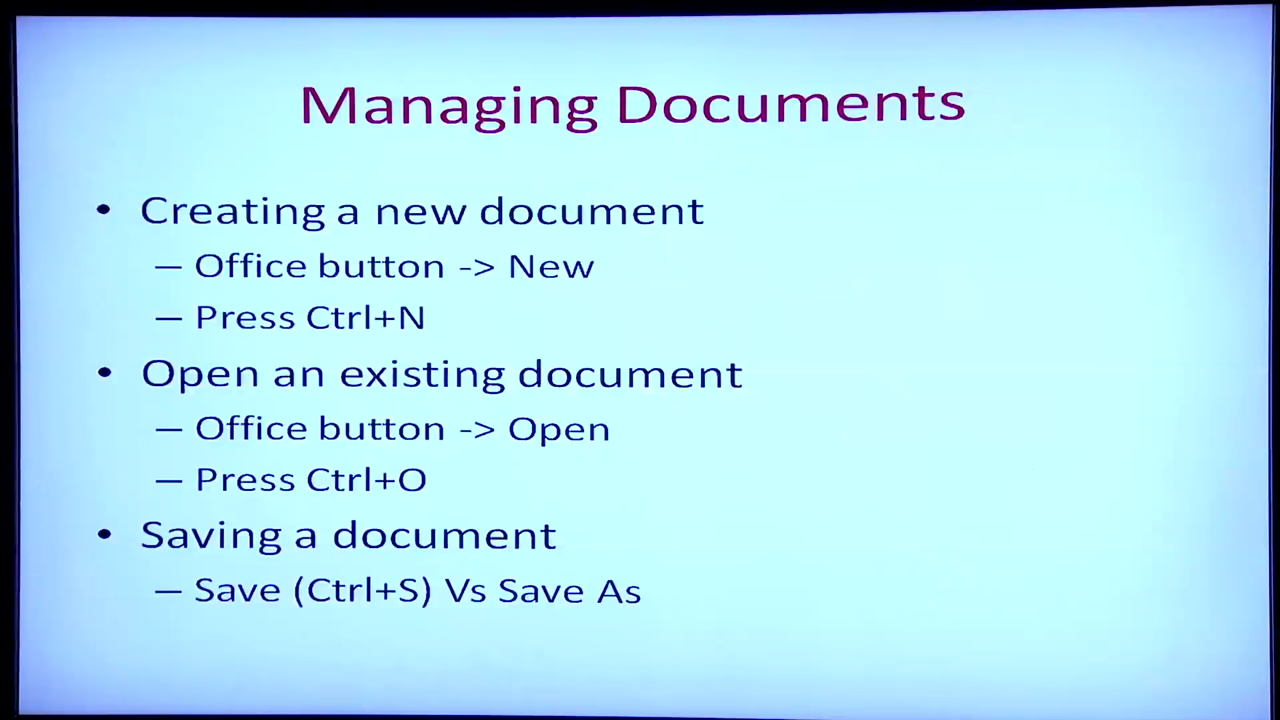 Managing Documents
• Creating a new document
– Office button -> New
– Press Ctrl+N
• Open an existing document
– Office button -> Open
– Press Ctrl+O
• Saving a document
– Save (Ctrl+S) Vs Save As